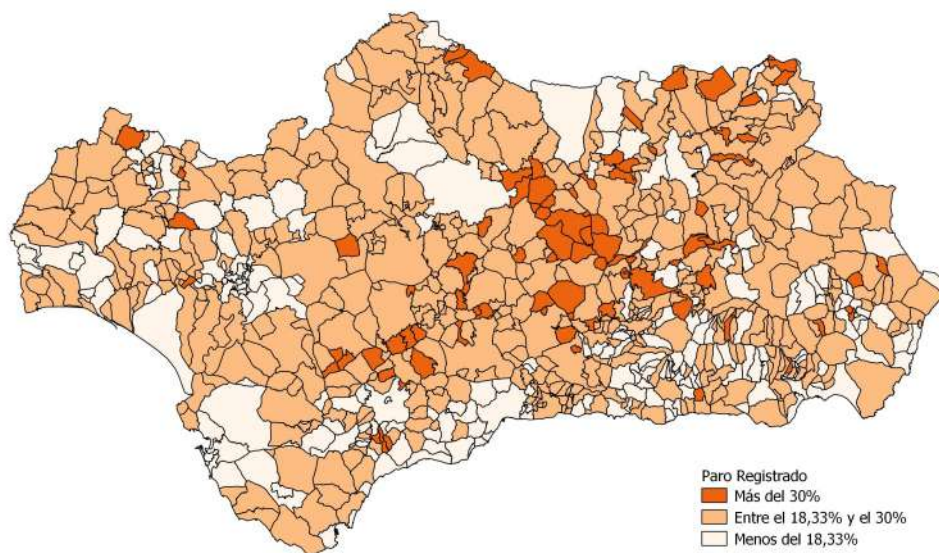 Paro Registrado
Más del 30%
Entre el 18,33% y el 30%
Menos del 18,33%